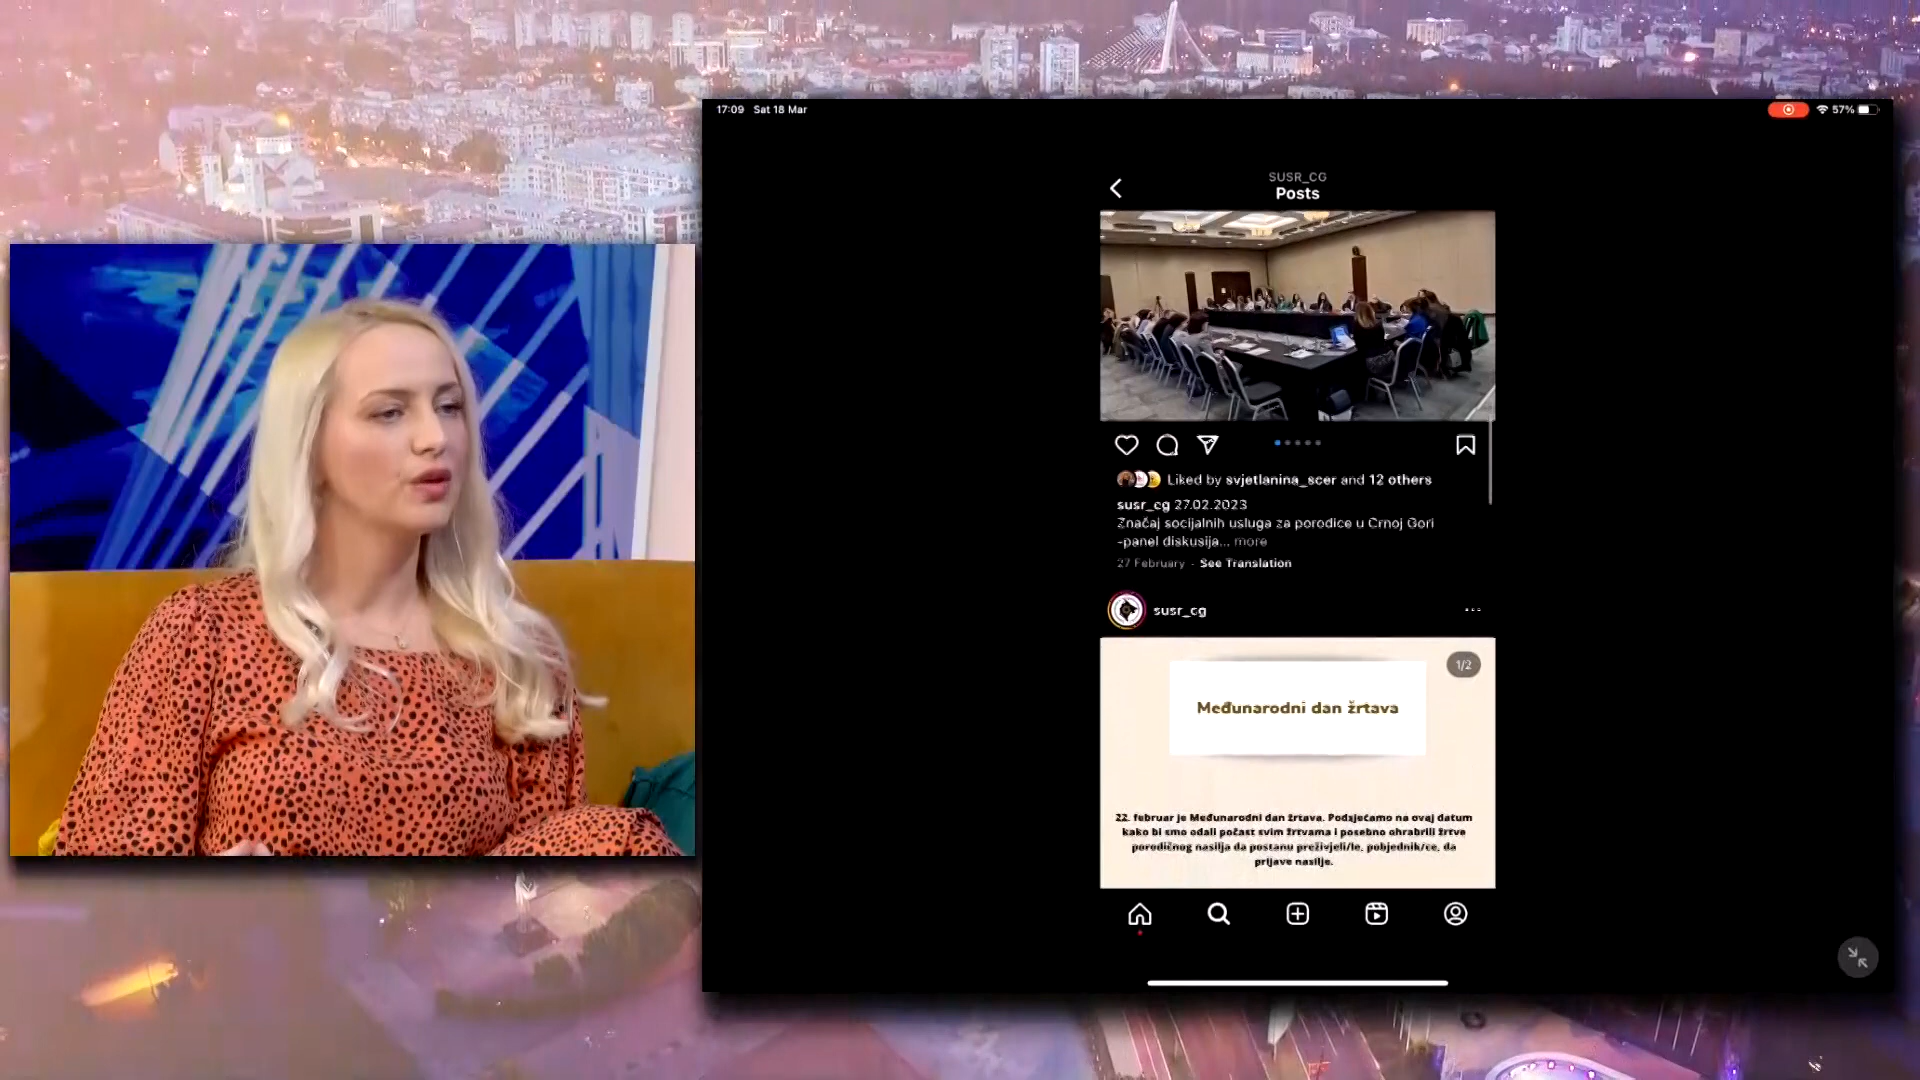 17:09 Sat 18 Mar
57%
SUSR_CG
Posts
Liked by svjetlanina_scer and 12 others
susr_cg 27.02.2023
Značaj socijalnih usluga za porodice u Crnoj Gori
-panel diskusija... more
27 February · See Translation
susr_cg
1/2
Međunarodni dan žrtava
22. februar je Međunarodni dan žrtava. Podsjećamo na ovaj datum
kako bi smo odali počast svim žrtvama i posebno ohrabrili žrtve
porodičnog nasilja da postanu preživjeli/le, pobjednik/ce, da
prijave nasilje.